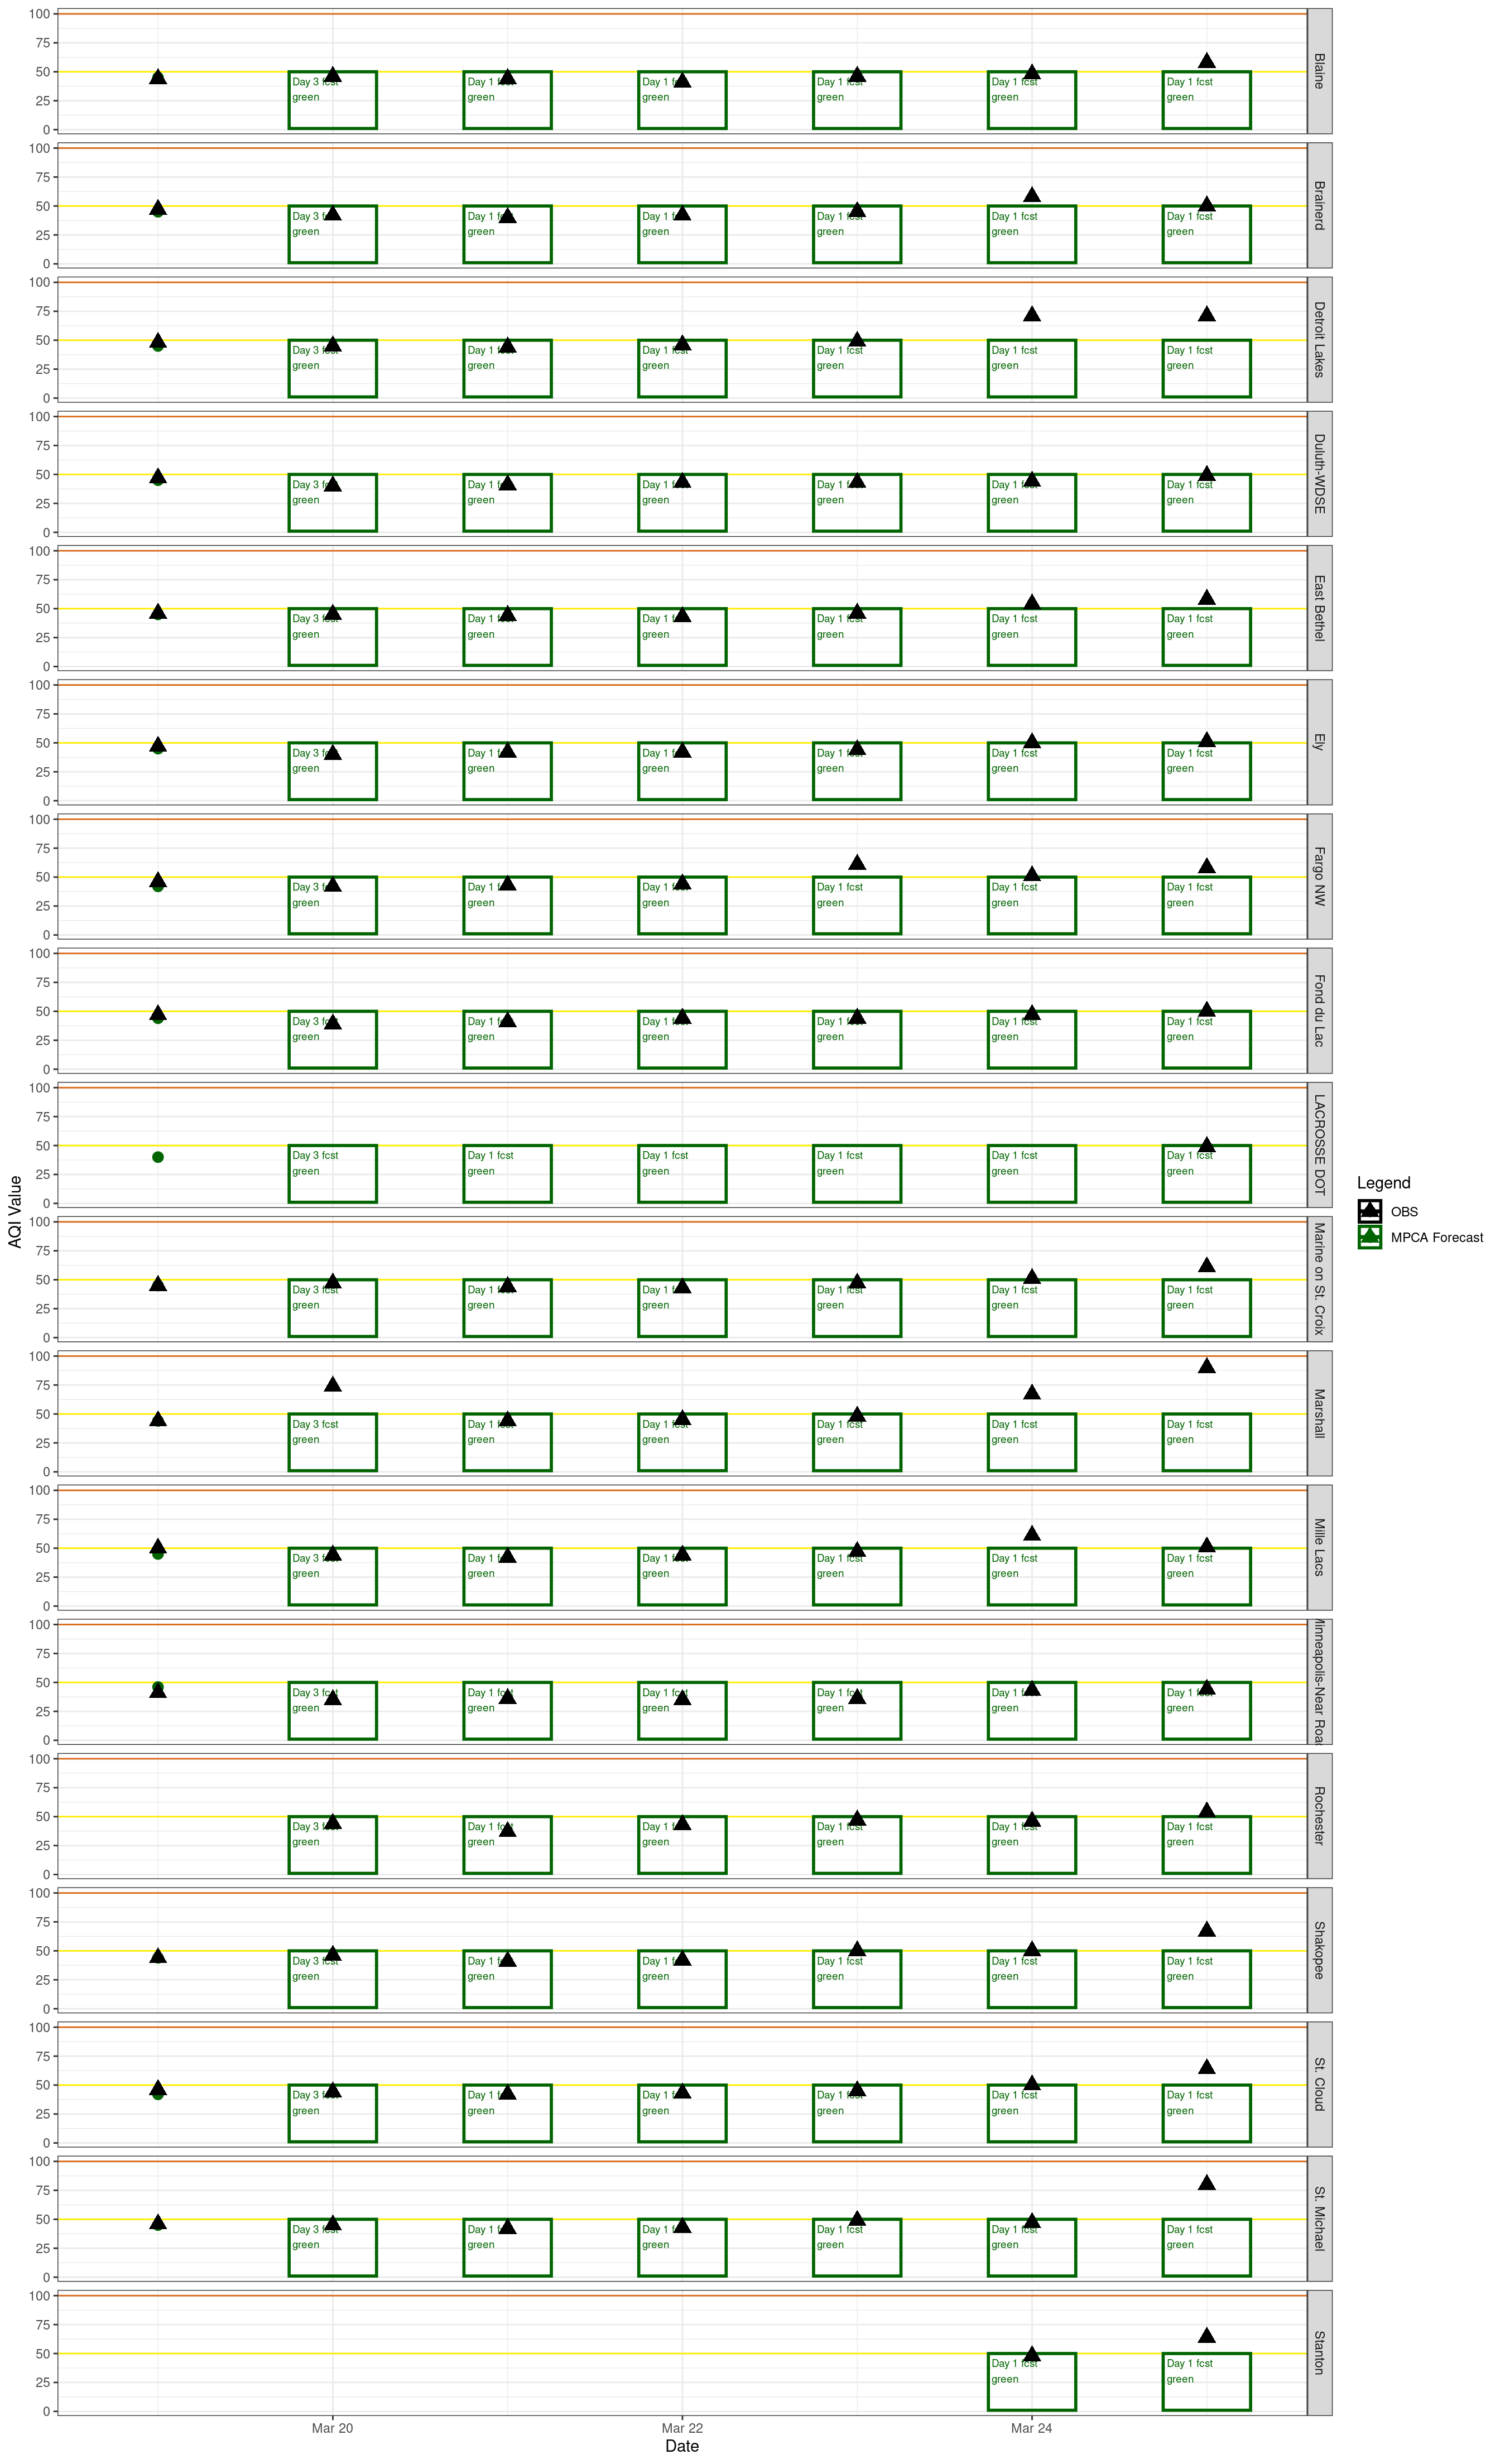 100
75
50
25
0
Day 3 fcst
green
Day 1 fcst
green
Day 1 fcst
green
Day 1 fcst
green
Day 1 fcst
green
Day 1 fcst
green
Blaine
100
75
50
25
0
Day 3 fcst
green
Day 1 fcst
green
Day 1 fcst
green
Day 1 fcst
green
Day 1 fcst
green
Day 1 fcst
green
Brainerd
100
75
50
25
0
Day 3 fcst
green
Day 1 fcst
green
Day 1 fcst
green
Day 1 fcst
green
Day 1 fcst
green
Day 1 fcst
green
Detroit Lakes
100
75
50
25
0
Day 3 fcst
green
Day 1 fcst
green
Day 1 fcst
green
Day 1 fcst
green
Day 1 fcst
green
Day 1 fcst
green
Duluth-WDSE
100
75
50
25
0
Day 3 fcst
green
Day 1 fcst
green
Day 1 fcst
green
Day 1 fcst
green
Day 1 fcst
green
Day 1 fcst
green
East Bethel
100
75
50
25
0
Day 3 fcst
green
Day 1 fcst
green
Day 1 fcst
green
Day 1 fcst
green
Day 1 fcst
green
Day 1 fcst
green
Ely
100
75
50
25
0
Day 3 fcst
green
Day 1 fcst
green
Day 1 fcst
green
Day 1 fcst
green
Day 1 fcst
green
Day 1 fcst
green
Fargo NW
100
75
50
25
0
Day 3 fcst
green
Day 1 fcst
green
Day 1 fcst
green
Day 1 fcst
green
Day 1 fcst
green
Day 1 fcst
green
Fond du Lac
100
75
50
25
0
Day 3 fcst
green
Day 1 fcst
green
Day 1 fcst
green
Day 1 fcst
green
Day 1 fcst
green
Day 1 fcst
green
LACROSSE DOT
100
75
50
25
0
Day 3 fcst
green
Day 1 fcst
green
Day 1 fcst
green
Day 1 fcst
green
Day 1 fcst
green
Day 1 fcst
green
Marine on St. Croix
100
75
50
25
0
Day 3 fcst
green
Day 1 fcst
green
Day 1 fcst
green
Day 1 fcst
green
Day 1 fcst
green
Day 1 fcst
green
Marshall
100
75
50
25
0
Day 3 fcst
green
Day 1 fcst
green
Day 1 fcst
green
Day 1 fcst
green
Day 1 fcst
green
Day 1 fcst
green
Mille Lacs
100
75
50
25
0
Day 3 fcst
green
Day 1 fcst
green
Day 1 fcst
green
Day 1 fcst
green
Day 1 fcst
green
Day 1 fcst
green
Minneapolis-Near Road
100
75
50
25
0
Day 3 fcst
green
Day 1 fcst
green
Day 1 fcst
green
Day 1 fcst
green
Day 1 fcst
green
Day 1 fcst
green
Rochester
100
75
50
25
0
Day 3 fcst
green
Day 1 fcst
green
Day 1 fcst
green
Day 1 fcst
green
Day 1 fcst
green
Day 1 fcst
green
Shakopee
100
75
50
25
0
Day 3 fcst
green
Day 1 fcst
green
Day 1 fcst
green
Day 1 fcst
green
Day 1 fcst
green
Day 1 fcst
green
St. Cloud
100
75
50
25
0
Day 3 fcst
green
Day 1 fcst
green
Day 1 fcst
green
Day 1 fcst
green
Day 1 fcst
green
Day 1 fcst
green
St. Michael
100
75
50
25
0
Day 1 fcst
green
Day 1 fcst
green
Stanton
Mar 20
Mar 22
Mar 24
Date
AQI Value
Legend
OBS
MPCA Forecast